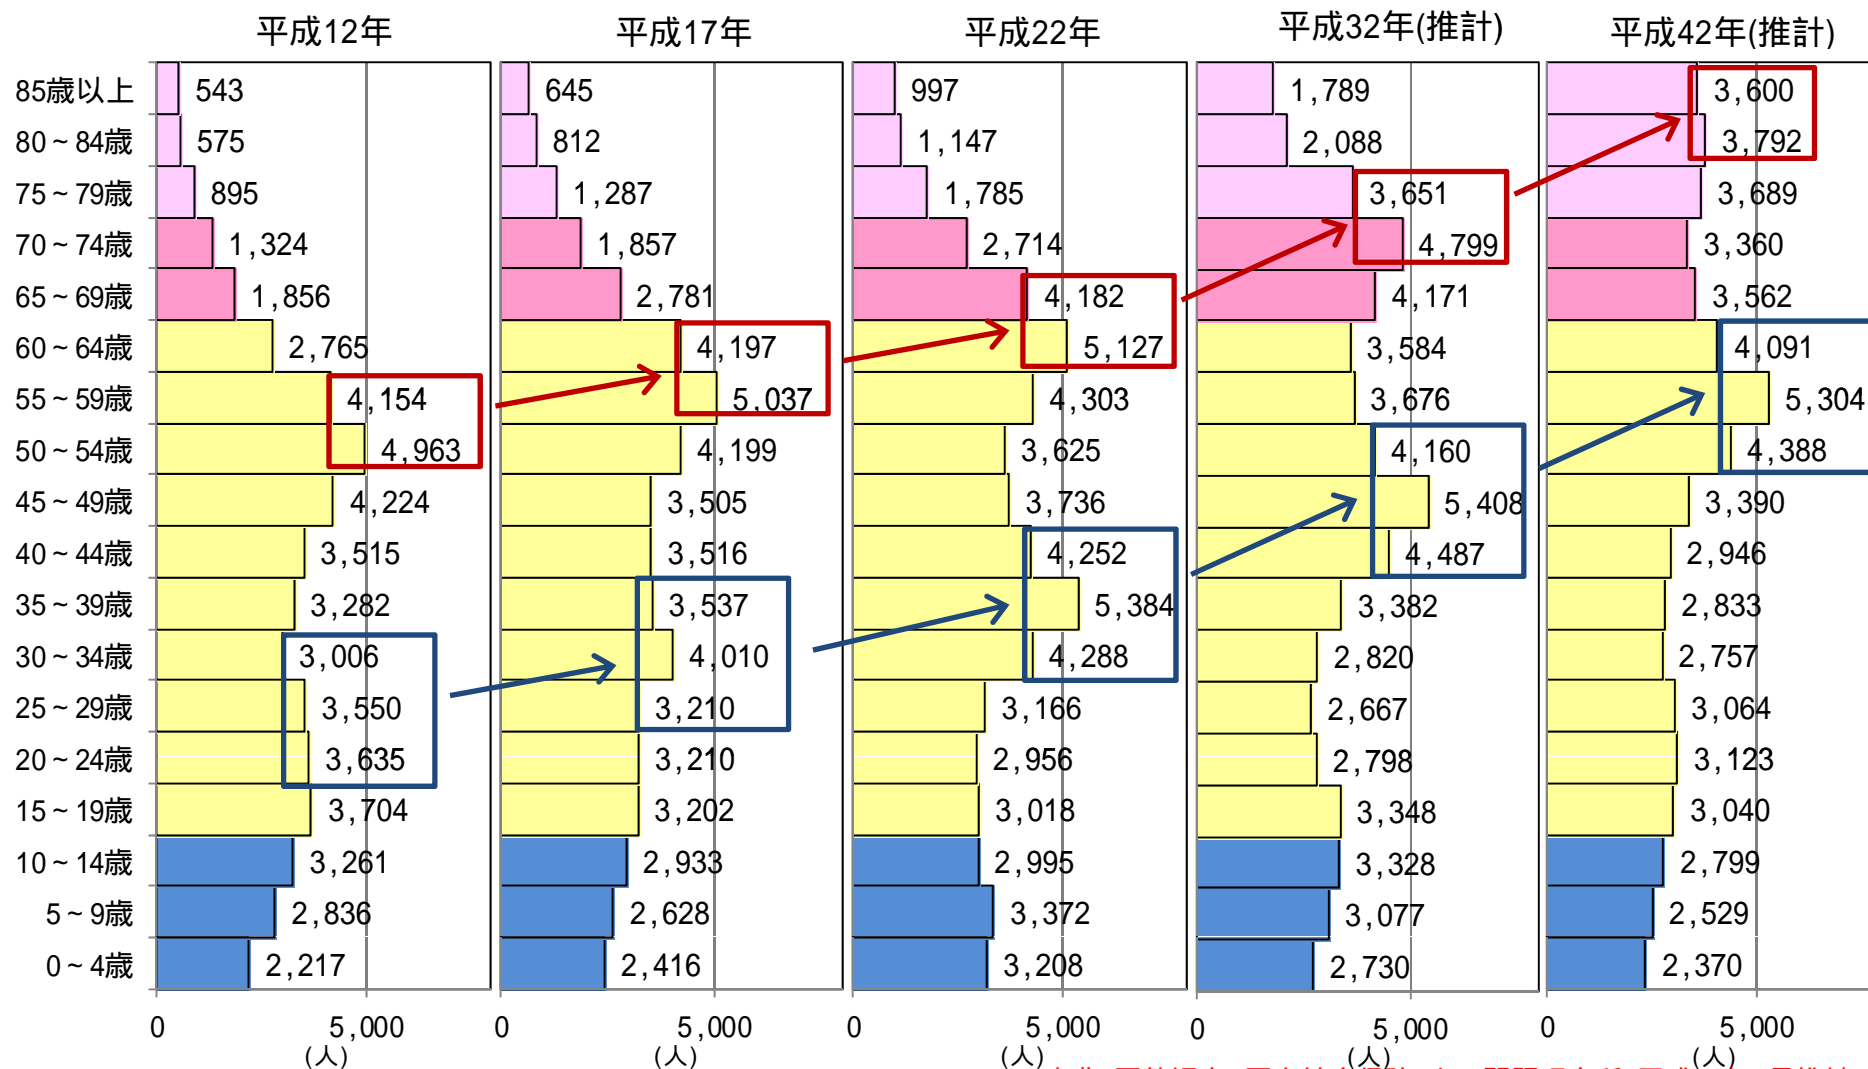 平成12年 平成17年 平成22年 平成32年(推計) 平成42年(推計)
85歳以上 543 645 997 1,789 3,600
80～84歳 575 812 1,147 2,088 3,792
75～79歳 895 1,287 1,785 3,651 3,689
70～74歳 1,324 1,857 2,714 4,799 3,360
65～69歳 1,856 2,781 4,182 4,171 3,562
60～64歳 2,765 4,197 5,127 3,584 4,091
55～59歳 4,154 5,037 4,303 3,676 5,304
50～54歳 4,963 4,199 3,625 4,160 4,388
45～49歳 4,224 3,505 3,736 5,408 3,390
40～44歳 3,515 3,516 4,252 4,487 2,946
35～39歳 3,282 3,537 5,384 3,382 2,833
30～34歳 3,006 4,010 4,288 2,820 2,757
25～29歳 3,550 3,210 3,166 2,667 3,064
20～24歳 3,635 3,210 2,956 2,798 3,123
15～19歳 3,704 3,202 3,018 3,348 3,040
10～14歳 3,261 2,933 2,995 3,328 2,799
5～9歳 2,836 2,628 3,372 3,077 2,529
0～4歳 2,217 2,416 3,208 2,730 2,370
0 5,000 0 5,000 0 5,000 0 5,000 0 5,000
(人) (人) (人) (人) (人)